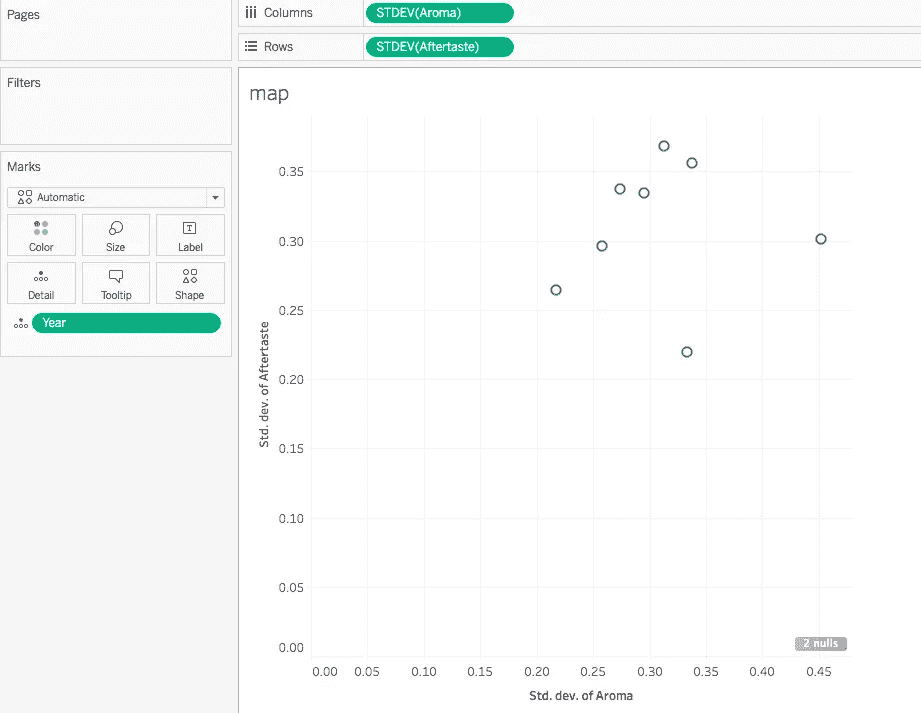 Pages
Columns
STDEV(Aroma)
Rows
STDEV(Aftertaste)
Filters
Marks
Automatic
Color
Size
T
Label
Detail
Tooltip
Shape
Year
map
Std. dev. of Aftertaste
0.35
0.30
0.25
0.20
0.15
0.10
0.05
0.00
2 nulls
0.00 0.05 0.10 0.15 0.20 0.25 0.30 0.35 0.40 0.45
Std. dev. of Aroma